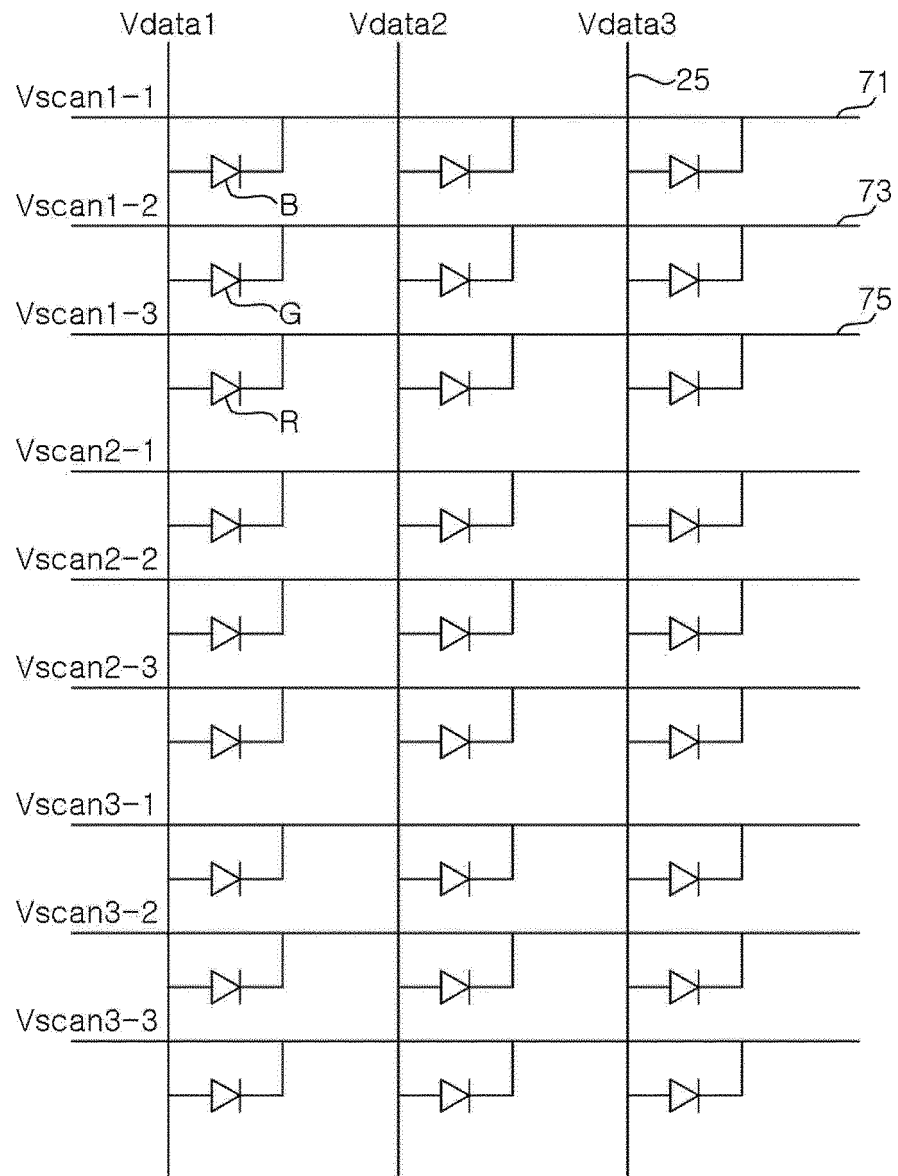 Vdata1 Vdata2 Vdata3
25
Vscan1-1 71
B
Vscan1-2 73
G
Vscan1-3 75
R
Vscan2-1
Vscan2-2
Vscan2-3
Vscan3-1
Vscan3-2
Vscan3-3